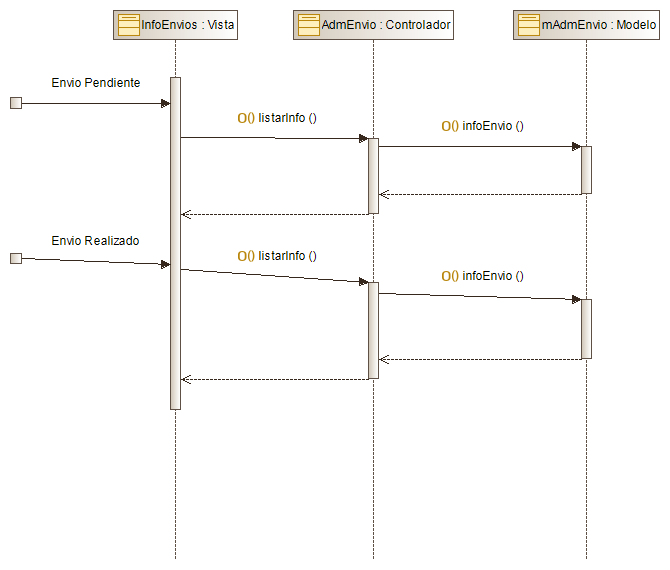 InfoEnvios : Vista
AdmEnvio : Controlador
mAdmEnvio : Modelo
Envio Pendiente
O() listarInfo ()
O() infoEnvio ()
Envio Realizado
O() listarInfo ()
O() infoEnvio ()